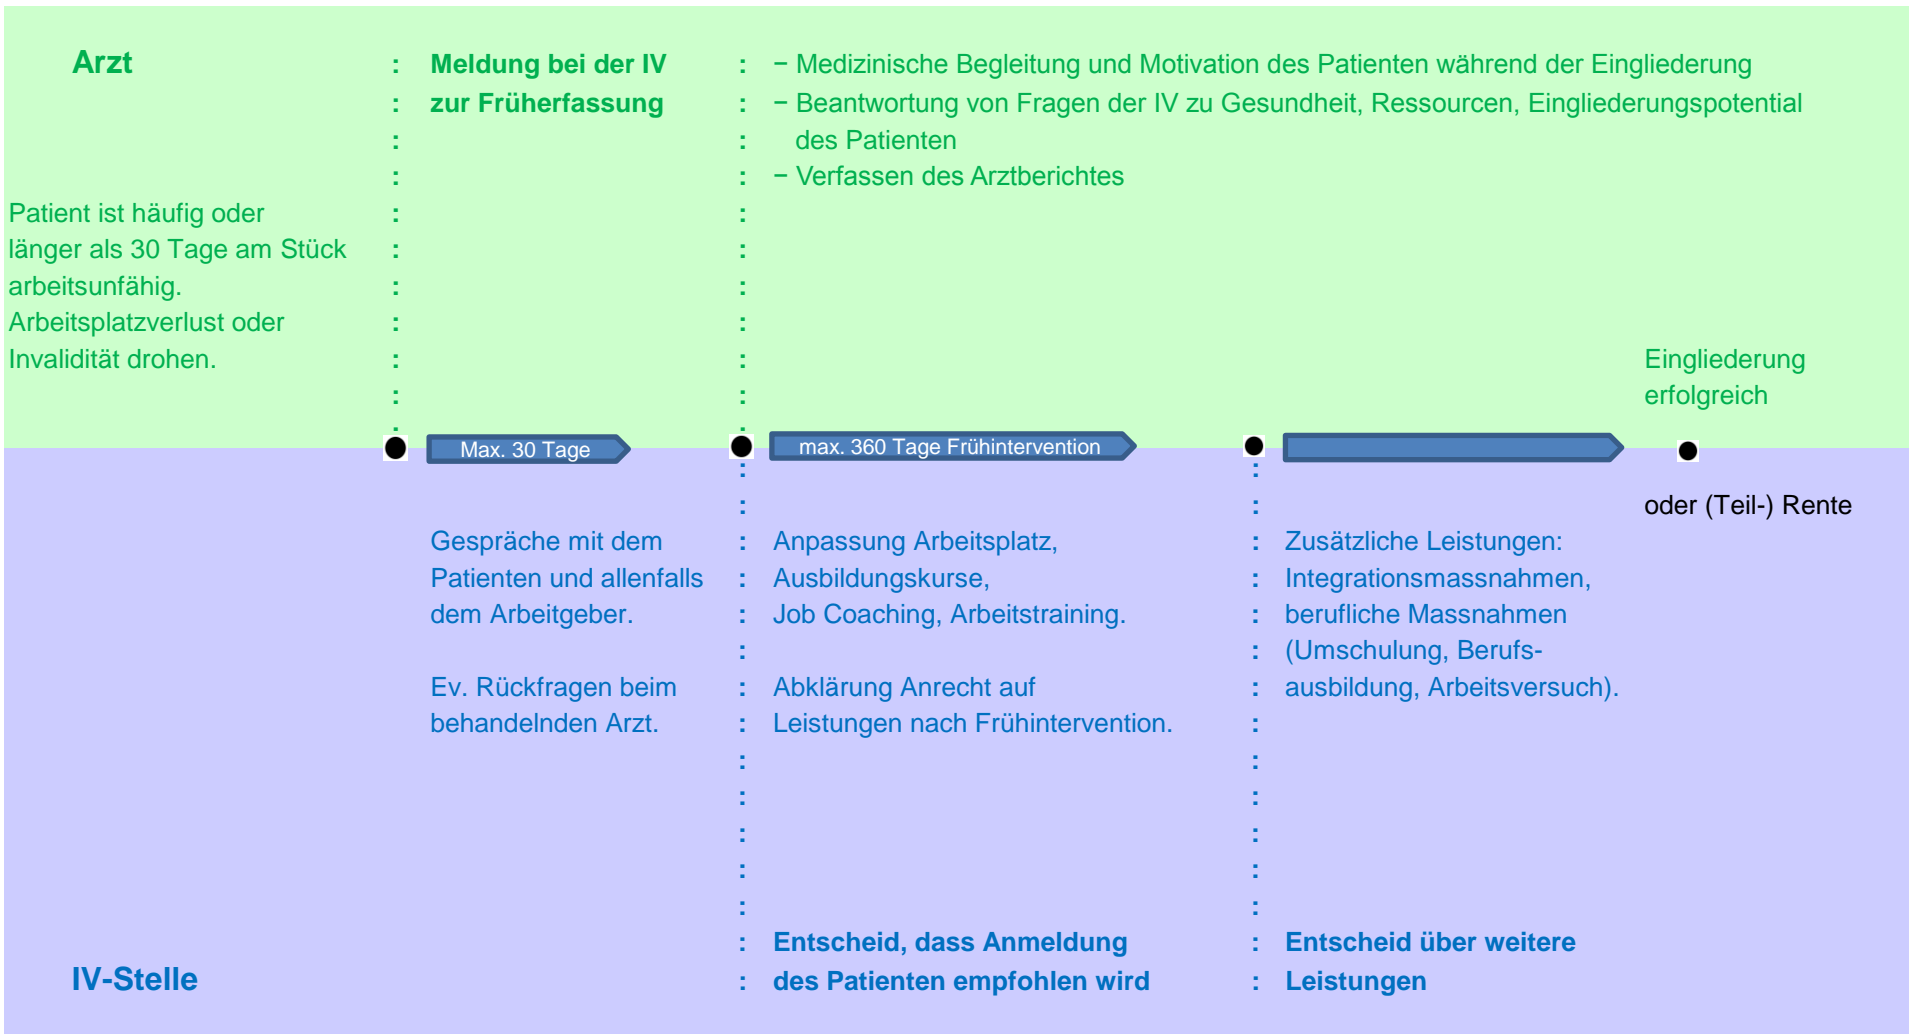 Arzt
Meldung bei der IV
zur Früherfassung
− Medizinische Begleitung und Motivation des Patienten während der Eingliederung
− Beantwortung von Fragen der IV zu Gesundheit, Ressourcen, Eingliederungspotential
des Patienten
− Verfassen des Arztberichtes
Patient ist häufig oder
länger als 30 Tage am Stück
arbeitsunfähig.
Arbeitsplatzverlust oder
Invalidität drohen.
Eingliederung
erfolgreich
Max. 30 Tage
max. 360 Tage Frühintervention
oder (Teil-) Rente
Gespräche mit dem
Patienten und allenfalls
dem Arbeitgeber.
Ev. Rückfragen beim
behandelnden Arzt.
Anpassung Arbeitsplatz,
Ausbildungskurse,
Job Coaching, Arbeitstraining.
Abklärung Anrecht auf
Leistungen nach Frühintervention.
Zusätzliche Leistungen:
Integrationsmassnahmen,
berufliche Massnahmen
(Umschulung, Berufs-
ausbildung, Arbeitsversuch).
IV-Stelle
Entscheid, dass Anmeldung
des Patienten empfohlen wird
Entscheid über weitere
Leistungen